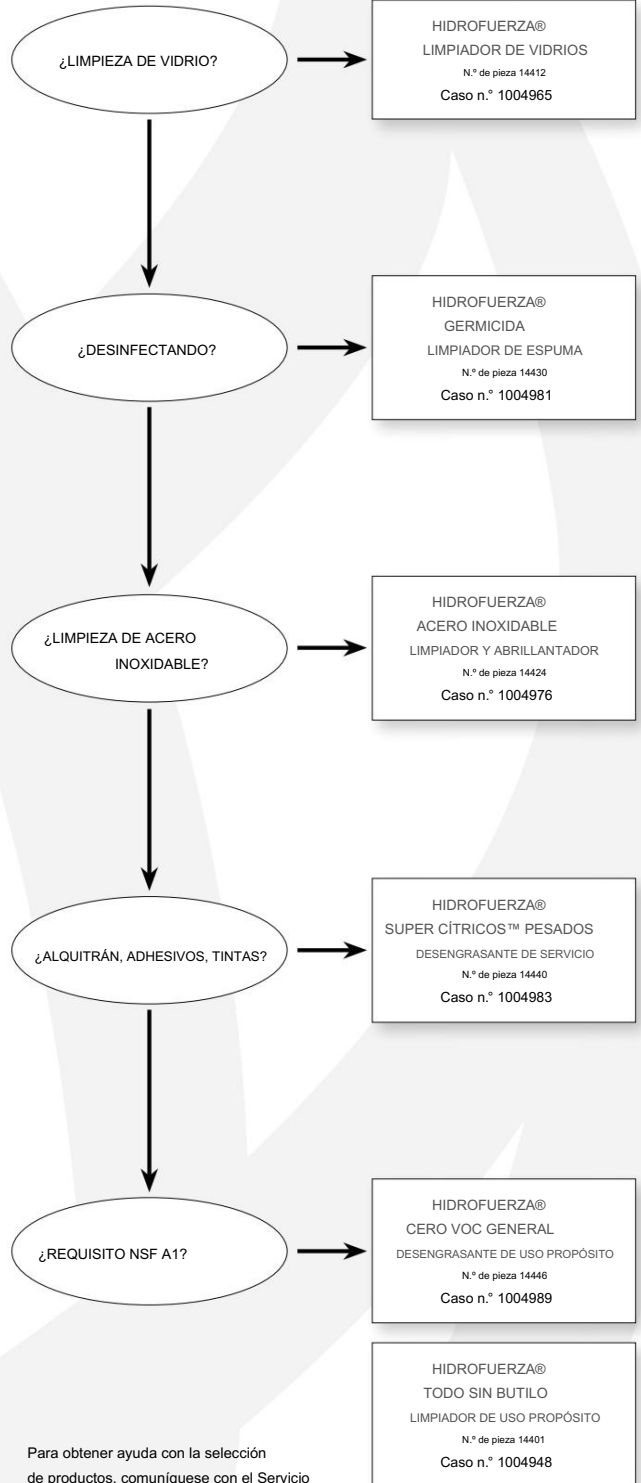 ¿LIMPIEZA DE VIDRIO?
HIDROFUERZA®
LIMPIADOR DE VIDRIOS
N.º de pieza 14412
Caso n.° 1004965
¿DESINFECTANDO?
HIDROFUERZA®
GERMICIDA
LIMPIADOR DE ESPUMA
N.º de pieza 14430
Caso n.° 1004981
¿LIMPIEZA DE ACERO
INOXIDABLE?
HIDROFUERZA®
ACERO INOXIDABLE
LIMPIADOR Y ABRILLANTADOR
N.º de pieza 14424
Caso n.° 1004976
¿ALQUITRÁN, ADHESIVOS, TINTAS?
HIDROFUERZA®
SUPER CÍTRICOS™ PESADOS
DESENGRASANTE DE SERVICIO
N.º de pieza 14440
Caso n.° 1004983
¿REQUISITO NSF A1?
HIDROFUERZA®
CERO VOC GENERAL
DESENGRASANTE DE USO PROPÓSITO
N.º de pieza 14446
Caso n.° 1004989
HIDROFUERZA®
TODO SIN BUTILO
LIMPIADOR DE USO PROPÓSITO
N.º de pieza 14401
Caso n.° 1004948
Para obtener ayuda con la selección
de productos, comuníquese con el Servicio